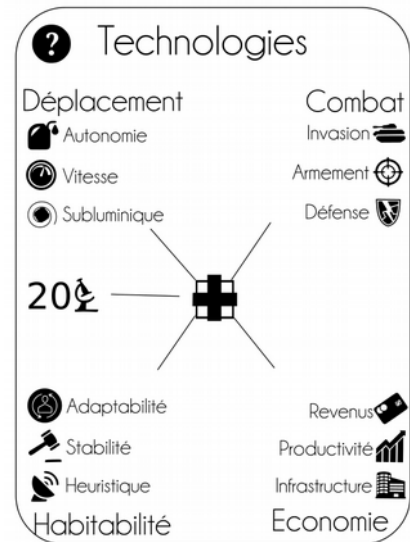 ? Technologies
Déplacement
Autonomie
Vitesse
Subluminique
Combat
Invasion
Armement
Défense
20
Adaptabilité
Stabilité
Heuristique
Habitabilité
Revenus
Productivité
Infrastructure
Economie